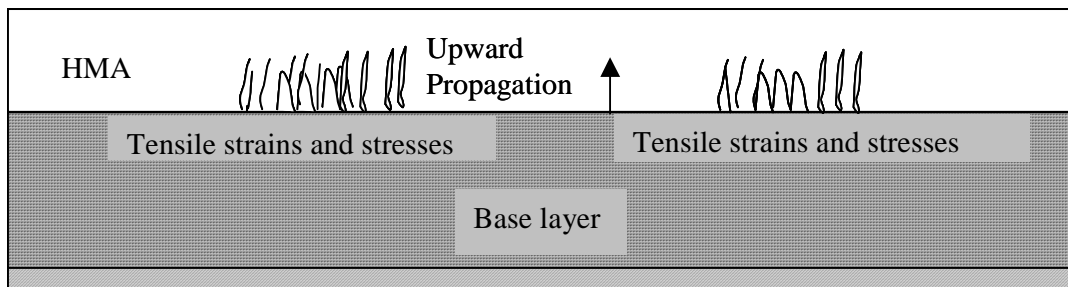 HMA
Upward
Propagation
Tensile strains and stresses
Tensile strains and stresses
Base layer